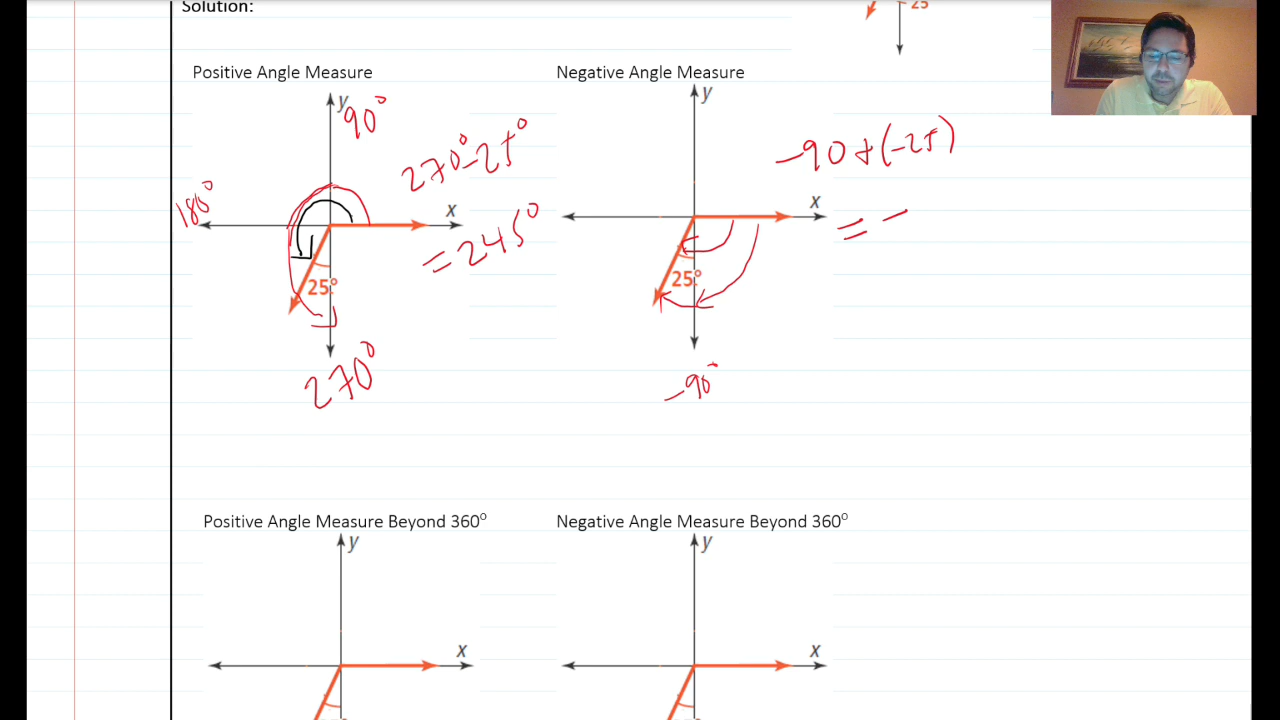 Solution:
25
Positive Angle Measure
Negative Angle Measure
y
90°
y
270°-25°
-90+(-25)
180°
x
x
=245°
= -
25°
25°
270°
-90°
Positive Angle Measure Beyond 360°
Negative Angle Measure Beyond 360°
y
y
x
x